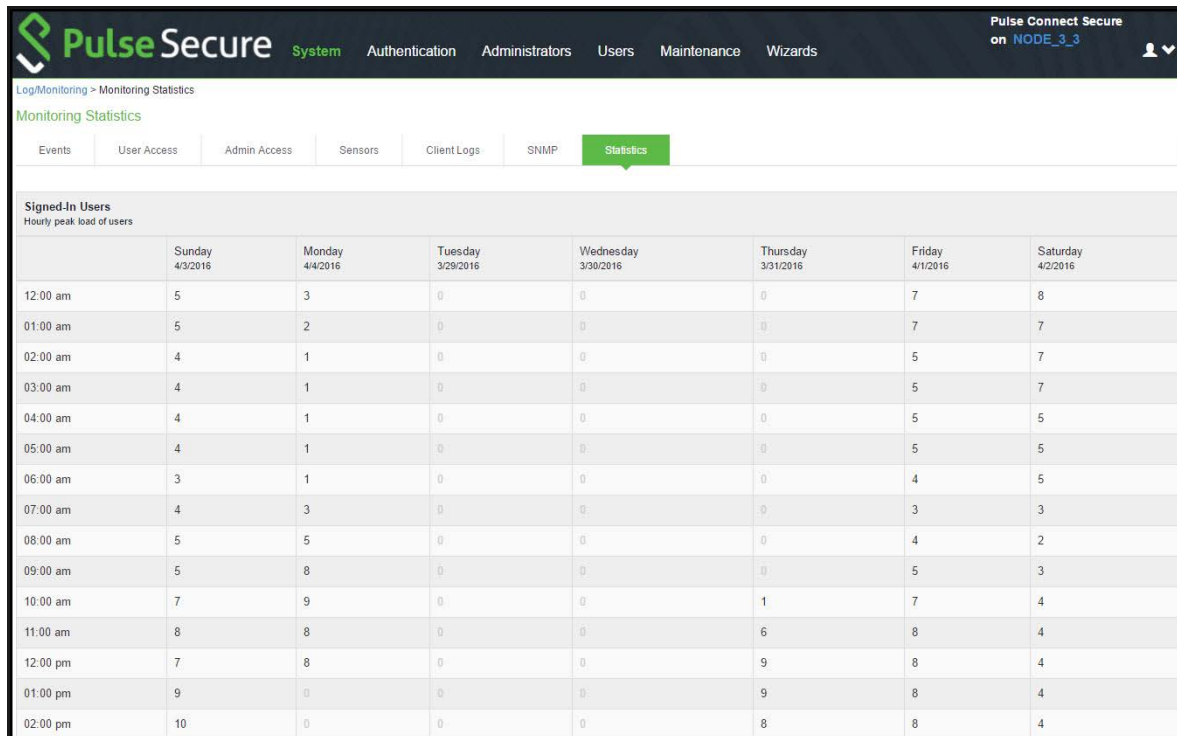 Pulse Secure System Authentication Administrators Users Maintenance Wizards
Pulse Connect Secure
on NODE_3_3
Log/Monitoring > Monitoring Statistics
Monitoring Statistics
Events User Access Admin Access Sensors Client Logs SNMP Statistics
Signed-In Users
Hourly peak load of users
Sunday Monday Tuesday Wednesday Thursday Friday Saturday
4/3/2016 4/4/2016 3/29/2016 3/30/2016 3/31/2016 4/1/2016 4/2/2016
12:00 am 5 3 0 0 0 7 8
01:00 am 5 2 0 0 0 7 7
02:00 am 4 1 0 0 0 5 7
03:00 am 4 1 0 0 0 5 7
04:00 am 4 1 0 0 0 5 5
05:00 am 4 1 0 0 0 5 5
06:00 am 3 1 0 0 0 4 5
07:00 am 4 3 0 0 0 3 3
08:00 am 5 5 0 0 0 4 2
09:00 am 5 8 0 0 0 5 3
10:00 am 7 9 0 0 1 7 4
11:00 am 8 8 0 0 6 8 4
12:00 pm 7 8 0 0 9 8 4
01:00 pm 9 0 0 0 9 8 4
02:00 pm 10 0 0 0 8 8 4